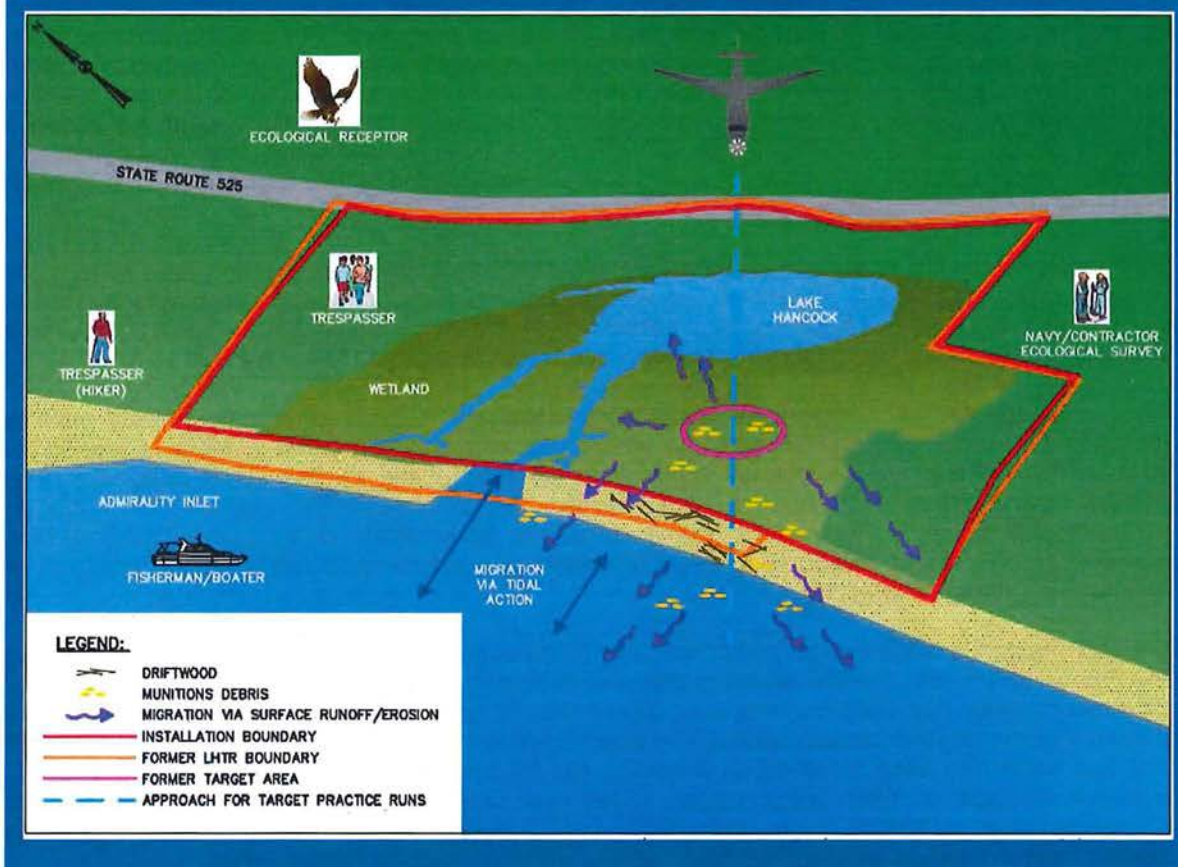 ECOLOGICAL RECEPTOR
STATE ROUTE 525
TRESPASSER
LAKE
HANCOCK
NAVY/CONTRACTOR
ECOLOGICAL SURVEY
TRESPASSER
(HIKER)
WETLAND
ADMIRALITY INLET
FISHERMAN/BOATER
MIGRATION
VIA TIDAL
ACTION
LEGEND:
DRIFTWOOD
MUNITIONS DEBRIS
MIGRATION VIA SURFACE RUNOFF/EROSION
INSTALLATION BOUNDARY
FORMER LHTR BOUNDARY
FORMER TARGET AREA
APPROACH FOR TARGET PRACTICE RUNS